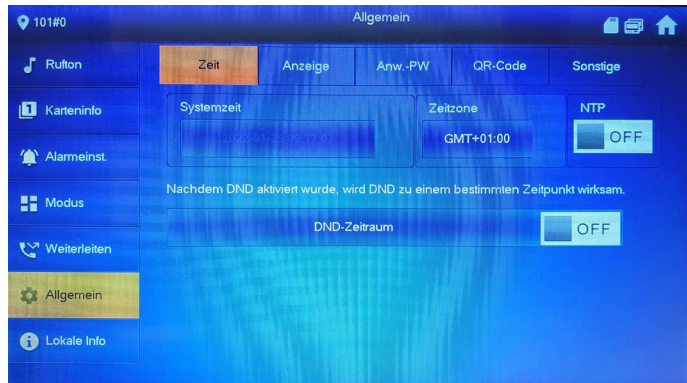 101#0
Allgemein
Rufton
Karteninfo
Alarmeinst.
Modus
Weiterleiten
Allgemein
Lokale Info
Zeit
Anzeige
Anw.-PW
QR-Code
Sonstige
Systemzeit
Zeitzone
NTP
GMT+01:00
OFF
Nachdem DND aktiviert wurde, wird DND zu einem bestimmten Zeitpunkt wirksam.
DND-Zeitraum
OFF